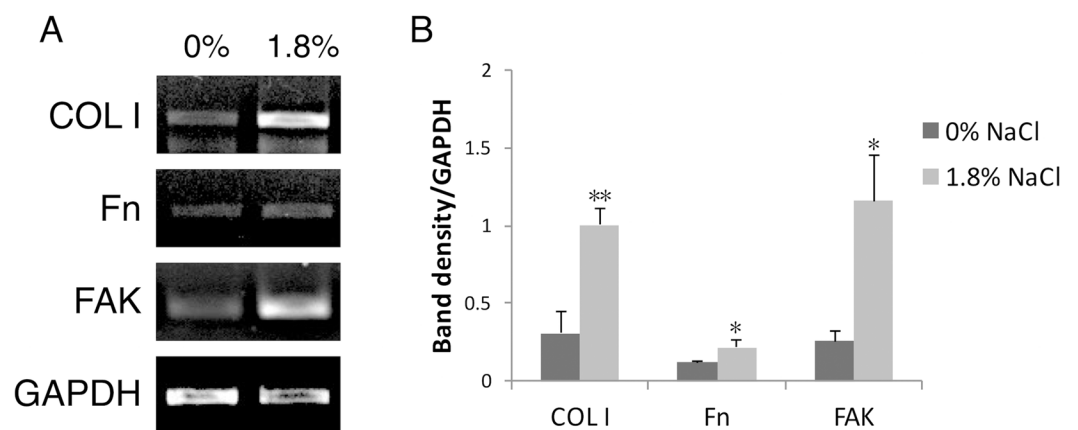 A
0% 1.8%
COL I
Fn
FAK
GAPDH
B
Band density/GAPDH
2
1.5
1
0.5
0
**
*
*
COL I Fn FAK
0% NaCl
1.8% NaCl